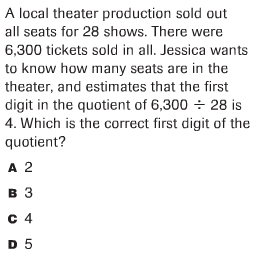 A local theater production sold out
all seats for 28 shows. There were
6,300 tickets sold in all. Jessica wants
to know how many seats are in the
theater, and estimates that the first
digit in the quotient of 6,300 ÷ 28 is
4. Which is the correct first digit of the
quotient?
A 2
B 3
C 4
D 5